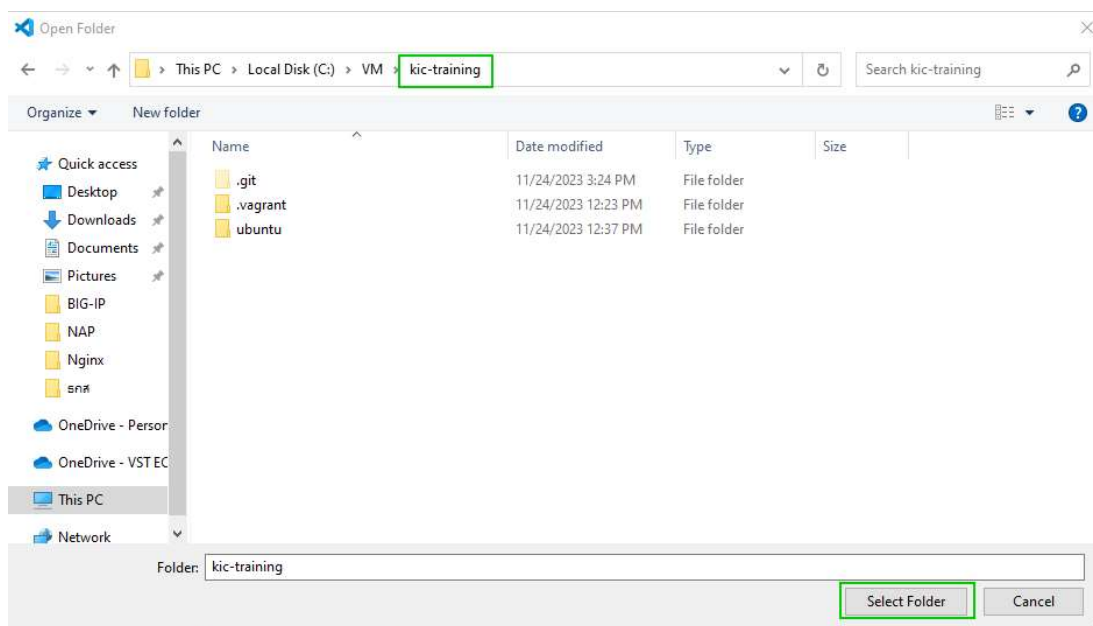 Open Folder
This PC > Local Disk (C:) > VM > kic-training
Search kic-training
Organize New folder
Name Date modified Type Size
Quick access
Desktop
Downloads
Documents
Pictures
BIG-IP
NAP
Nginx
ธกส
OneDrive - Person
OneDrive - VST EC
This PC
Network
.git 11/24/2023 3:24 PM File folder
.vagrant 11/24/2023 12:23 PM File folder
ubuntu 11/24/2023 12:37 PM File folder
Folder: kic-training
Select Folder Cancel